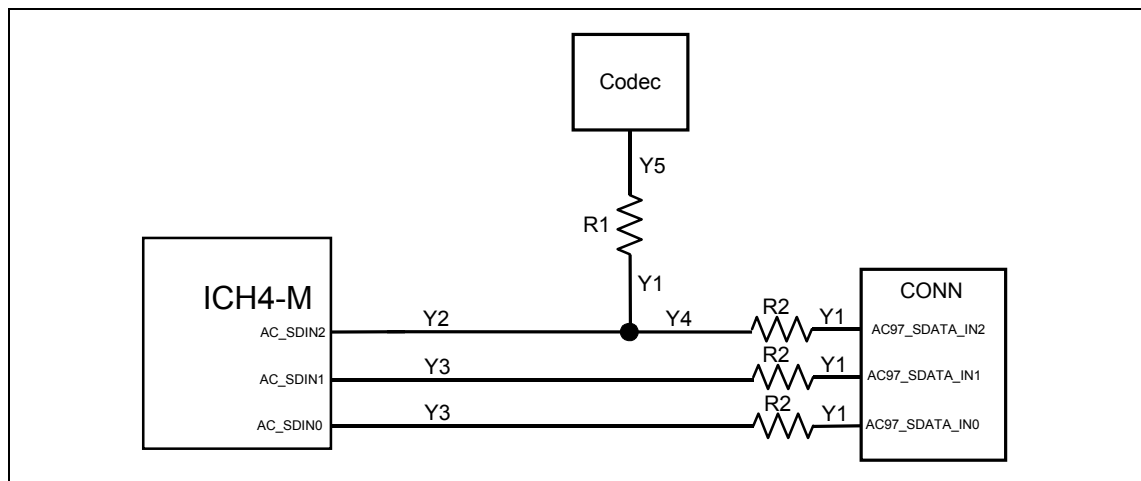 Codec
Y5
R1
Y1
ICH4-M
CONN
AC_SDIN2
Y2
Y4
R2
Y1
AC97_SDATA_IN2
AC_SDIN1
Y3
R2
Y1
AC97_SDATA_IN1
AC_SDIN0
Y3
R2
Y1
AC97_SDATA_IN0